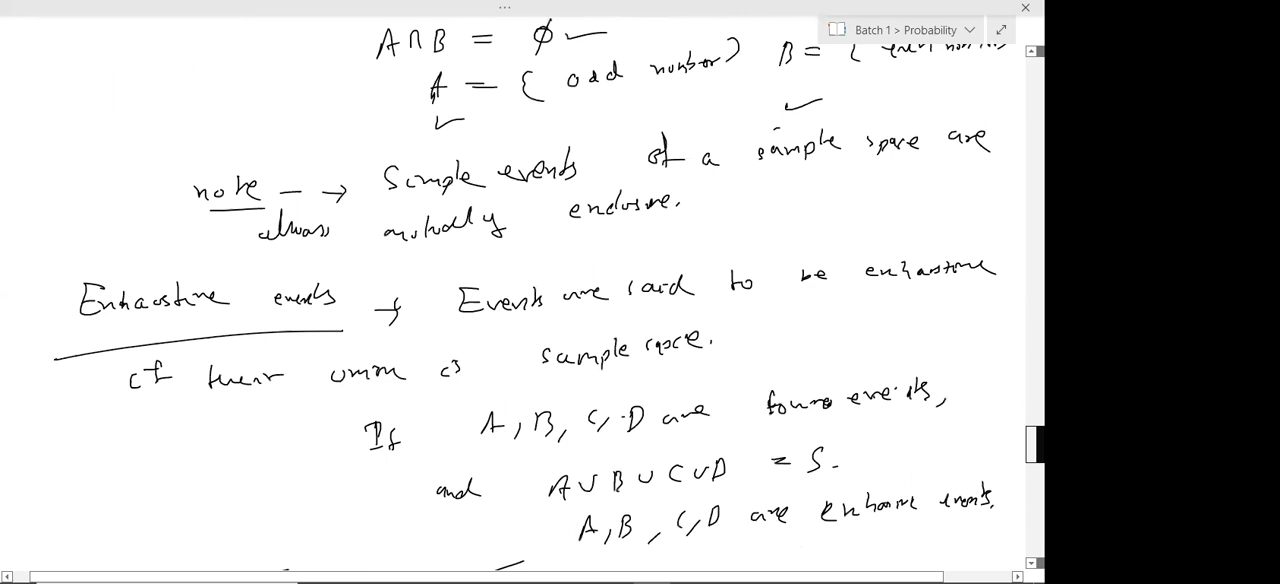 Batch 1 > Probability
A∩B = ϕ
A = { odd number) B = {
note → Simple events of a sample space are
always mutually exclusive.
Exhaustive events → Events are said to be exhaustive
if their union is sample space.
If A, B, C, D are four events,
and A ∪ B ∪ C ∪ D = S.
A, B, C, D are exhaustive events.